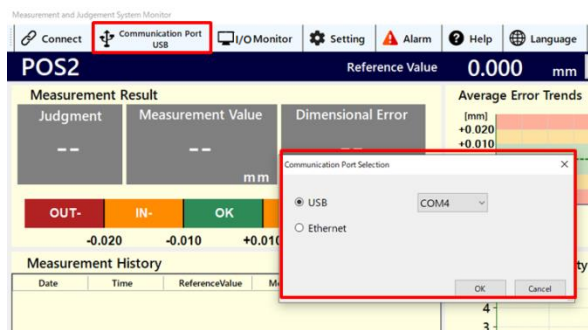 Measurement and Judgement System Monitor
Connect
Communication Port
USB
I/O Monitor
Setting
Alarm
Help
Language
POS2
Reference Value
0.000
mm
Measurement Result
Average Error Trends
Judgment
Measurement Value
Dimensional Error
[mm]
+0.020
+0.010
--
--
mm
Communication Port Selection
USB
COM4
Ethernet
OUT-
IN-
OK
-0.020
-0.010
+0.010
Measurement History
Date
Time
ReferenceValue
OK
Cancel
4
3